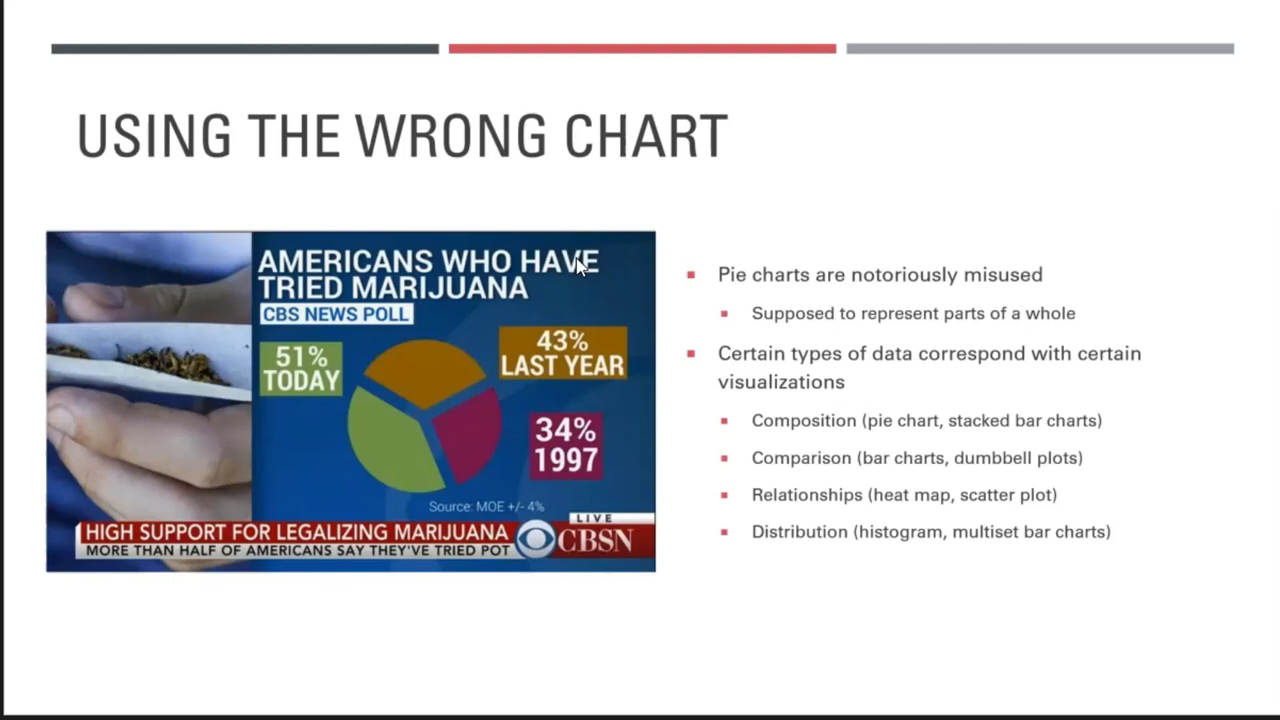 USING THE WRONG CHART
AMERICANS WHO HAVE
TRIED MARIJUANA
CBS NEWS POLL
51%
TODAY
43%
LAST YEAR
34%
1997
Source: MOE +/- 4%
LIVE
HIGH SUPPORT FOR LEGALIZING MARIJUANA
MORE THAN HALF OF AMERICANS SAY THEY'VE TRIED POT
CBSN
Pie charts are notoriously misused
Supposed to represent parts of a whole
Certain types of data correspond with certain
visualizations
Composition (pie chart, stacked bar charts)
Comparison (bar charts, dumbbell plots)
Relationships (heat map, scatter plot)
Distribution (histogram, multiset bar charts)